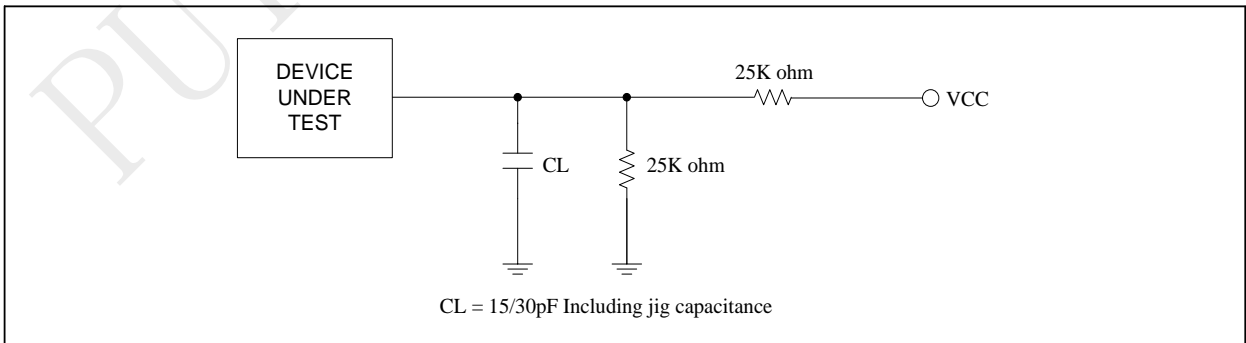 DEVICE
UNDER
TEST
25K ohm
VCC
CL
25K ohm
CL = 15/30pF Including jig capacitance